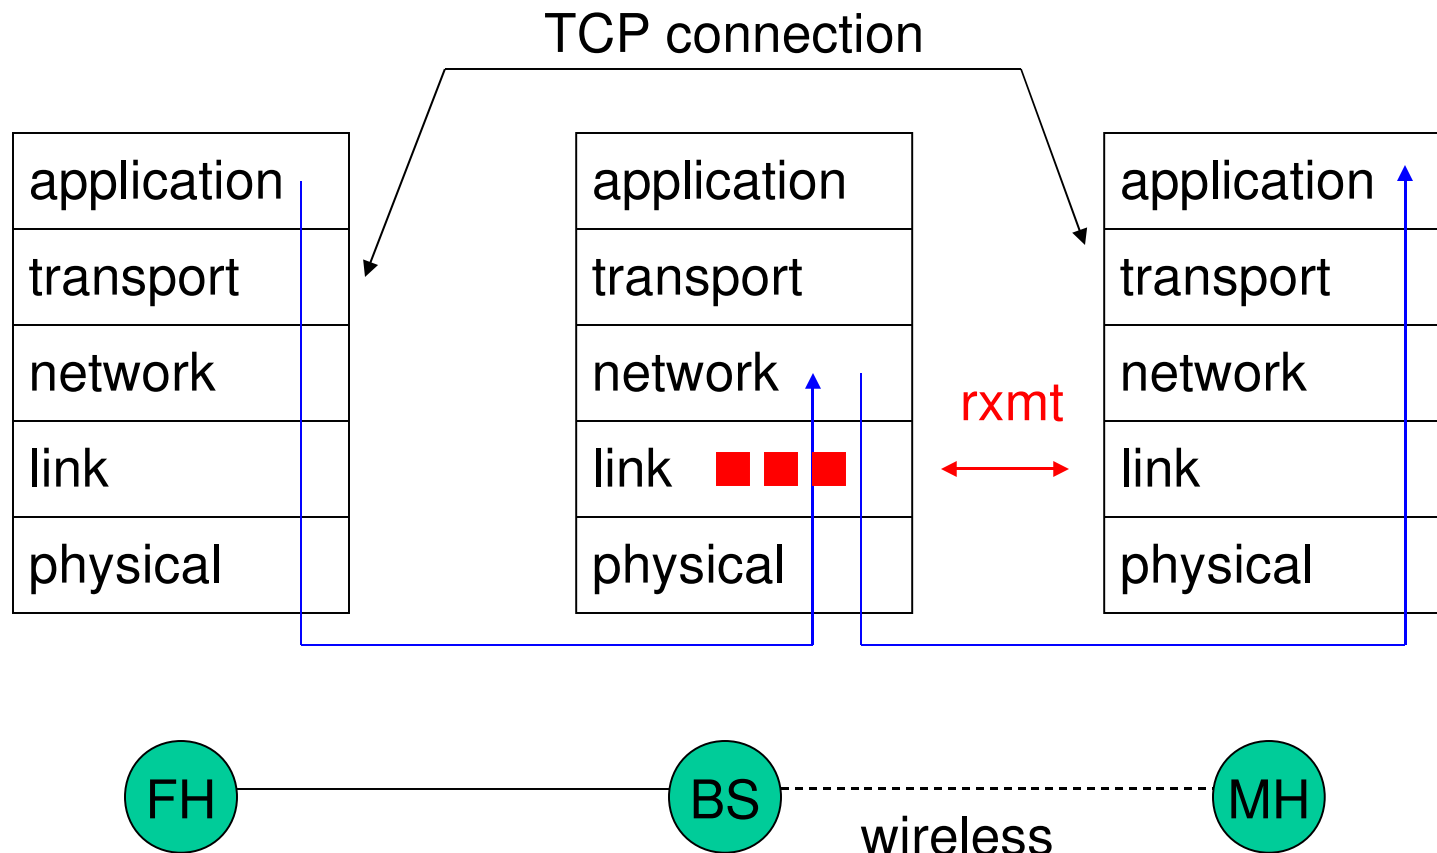 TCP connection
application
transport
network
link
physical
application
transport
network
link
physical
rxmt
application
transport
network
link
physical
FH
BS
MH
wireless